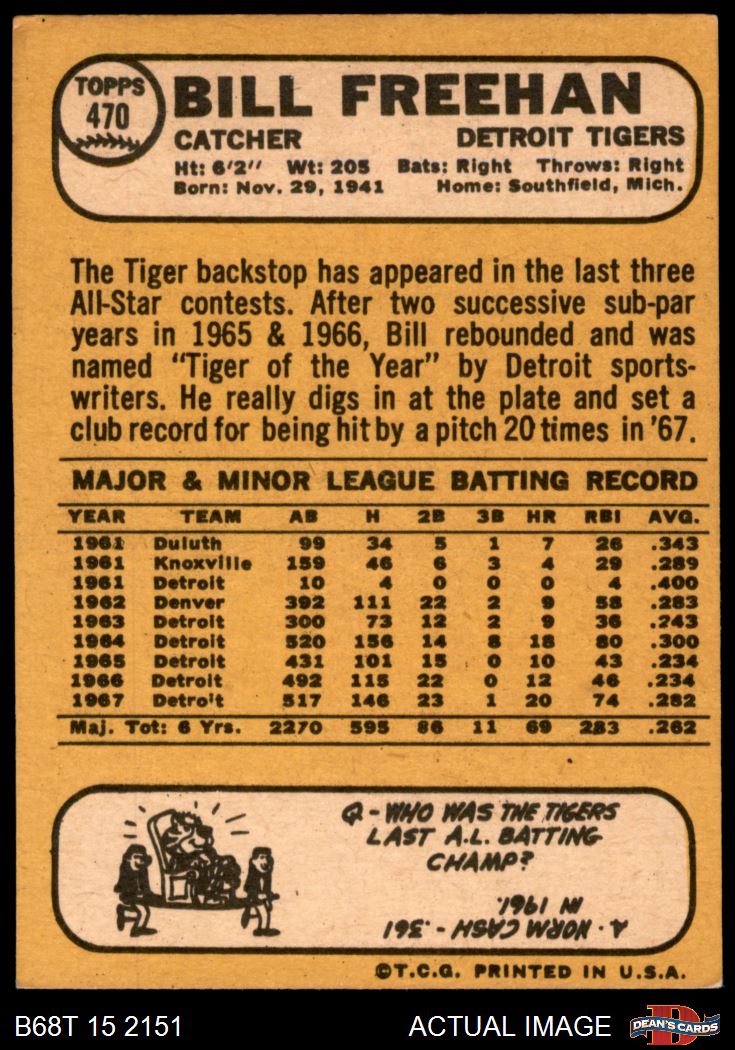 TOPPS
470
BILL FREEHAN
CATCHER DETROIT TIGERS
Ht: 6'2" Wt: 205 Bats: Right Throws: Right
Born: Nov. 29, 1941 Home: Southfield, Mich.
The Tiger backstop has appeared in the last three
All-Star contests. After two successive sub-par
years in 1965 & 1966, Bill rebounded and was
named "Tiger of the Year" by Detroit sports-
writers. He really digs in at the plate and set a
club record for being hit by a pitch 20 times in '67.
MAJOR & MINOR LEAGUE BATTING RECORD
YEAR TEAM AB H 2B 3B HR RBI AVG.
1961 Duluth 99 34 5 1 7 26 .343
1961 Knoxville 159 46 6 3 4 29 .289
1961 Detroit 10 4 0 0 0 4 .400
1962 Denver 392 111 22 2 9 58 .283
1963 Detroit 300 73 12 2 9 36 .243
1964 Detroit 520 156 14 8 18 80 .300
1965 Detroit 431 101 15 0 10 43 .234
1966 Detroit 492 115 22 0 12 46 .234
1967 Detroit 517 146 23 1 20 74 .282
Maj. Tot: 6 Yrs. 2270 595 86 11 69 283 .262
Q-WHO WAS THE TIGERS
LAST A.L. BATTING
CHAMP?
A. NORM CASH - .361
IN 1961.
©T.C.G. PRINTED IN U.S.A.
B68T 15 2151 ACTUAL IMAGE DEAN'S CARDS